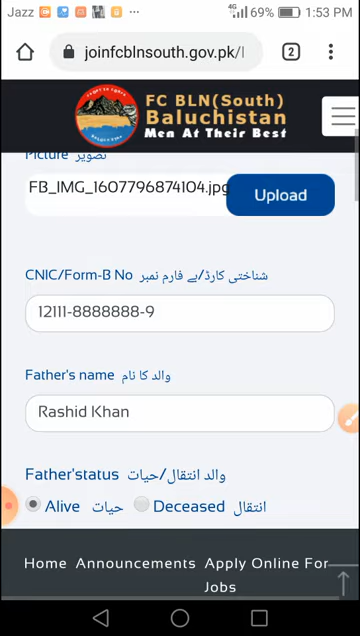 Jazz 4G 69% 1:53 PM
joinfcblnsouth.gov.pk/ 2
FC BLN(South)
Baluchistan
Men At Their Best
Picture تصویر
FB_IMG_1607796874104.jpg Upload
CNIC/Form-B No شناختی کارڈ/بے فارم نمبر
12111-8888888-9
Father's name والد کا نام
Rashid Khan
Father'status والد انتقال/حیات
Alive حیات Deceased انتقال
Home Announcements Apply Online For
Jobs